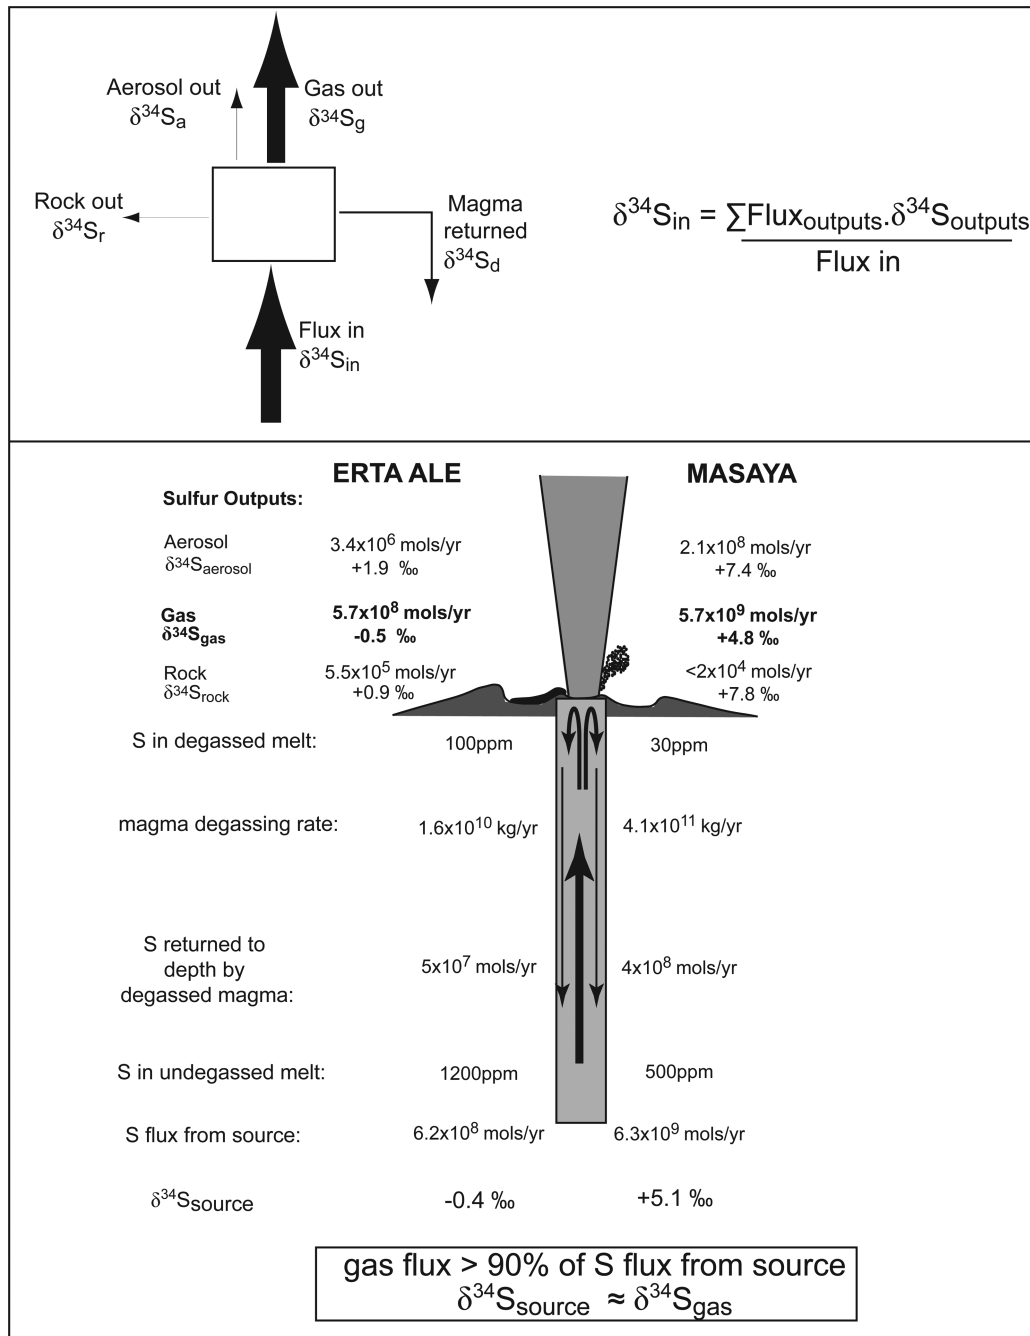 Aerosol out
δ³⁴Sₐ
Gas out
δ³⁴Sg
Rock out
δ³⁴Sr
Magma
returned
δ³⁴Sd
Flux in
δ³⁴Sin
δ³⁴Sin = ∑Fluxoutputs.δ³⁴Soutputs
Flux in
ERTA ALE
MASAYA
Sulfur Outputs:
Aerosol 3.4x10⁶ mols/yr 2.1x10⁸ mols/yr
δ³⁴Saerosol +1.9 ‰ +7.4 ‰
Gas 5.7x10⁸ mols/yr 5.7x10⁹ mols/yr
δ³⁴Sgas -0.5 ‰ +4.8 ‰
Rock 5.5x10⁵ mols/yr <2x10⁴ mols/yr
δ³⁴Srock +0.9 ‰ +7.8 ‰
S in degassed melt: 100ppm 30ppm
magma degassing rate: 1.6x10¹⁰ kg/yr 4.1x10¹¹ kg/yr
S returned to
depth by 5x10⁷ mols/yr 4x10⁸ mols/yr
degassed magma:
S in undegassed melt: 1200ppm 500ppm
S flux from source: 6.2x10⁸ mols/yr 6.3x10⁹ mols/yr
δ³⁴Ssource -0.4 ‰ +5.1 ‰
gas flux > 90% of S flux from source
δ³⁴Ssource ≈ δ³⁴Sgas